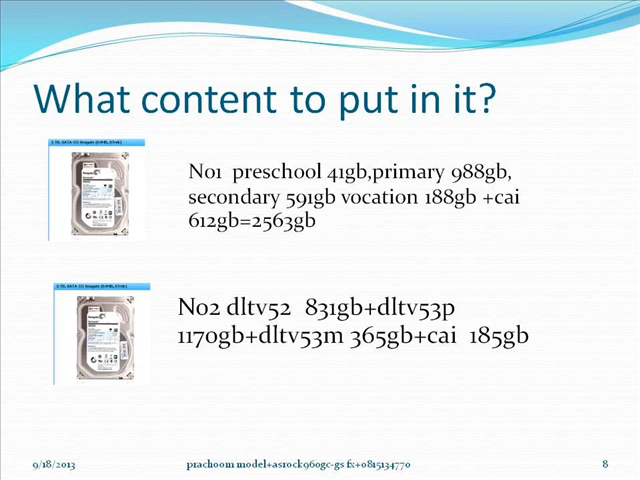 What content to put in it?
No1 preschool 41gb,primary 988gb,
secondary 591gb vocation 188gb +cai
612gb=2563gb
No2 dltv52 831gb+dltv53p
1170gb+dltv53m 365gb+cai 185gb
9/18/2013
prachoom model+asrock960gc-gs fx+0815134770
8